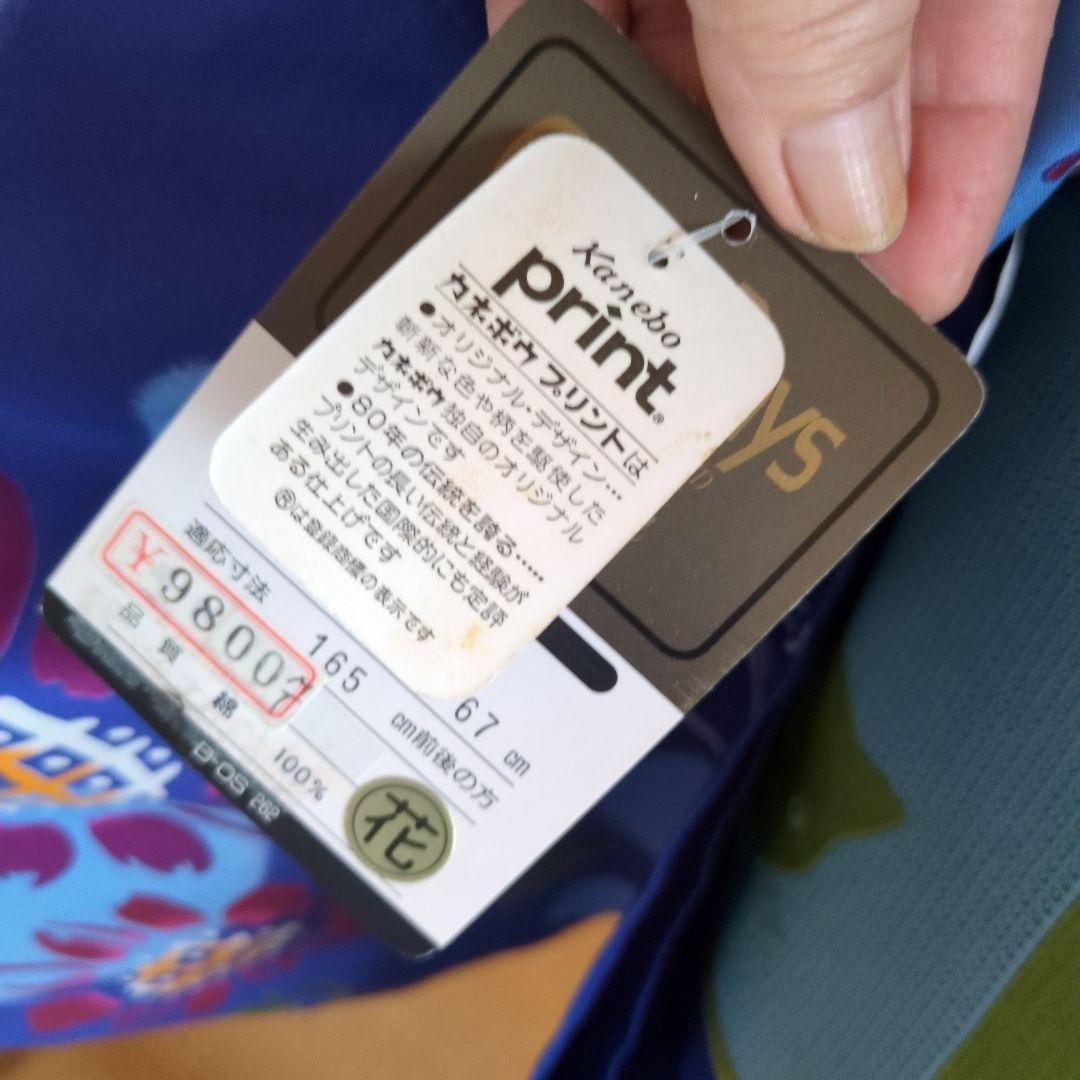 Kanebo
print®
カネボウ プリントは
●オリジナル・デザイン…
斬新な色や柄を駆使した
カネボウ独自のオリジナル
デザインです
●80年の伝統を誇る……
プリントの長い伝統と経験が
生み出した国際的にも定評
ある仕上げです
®は登録商標の表示です
適応寸法
165
67 cm
cm前後の方
¥9800
品質
綿
100%
B-OS 262
花